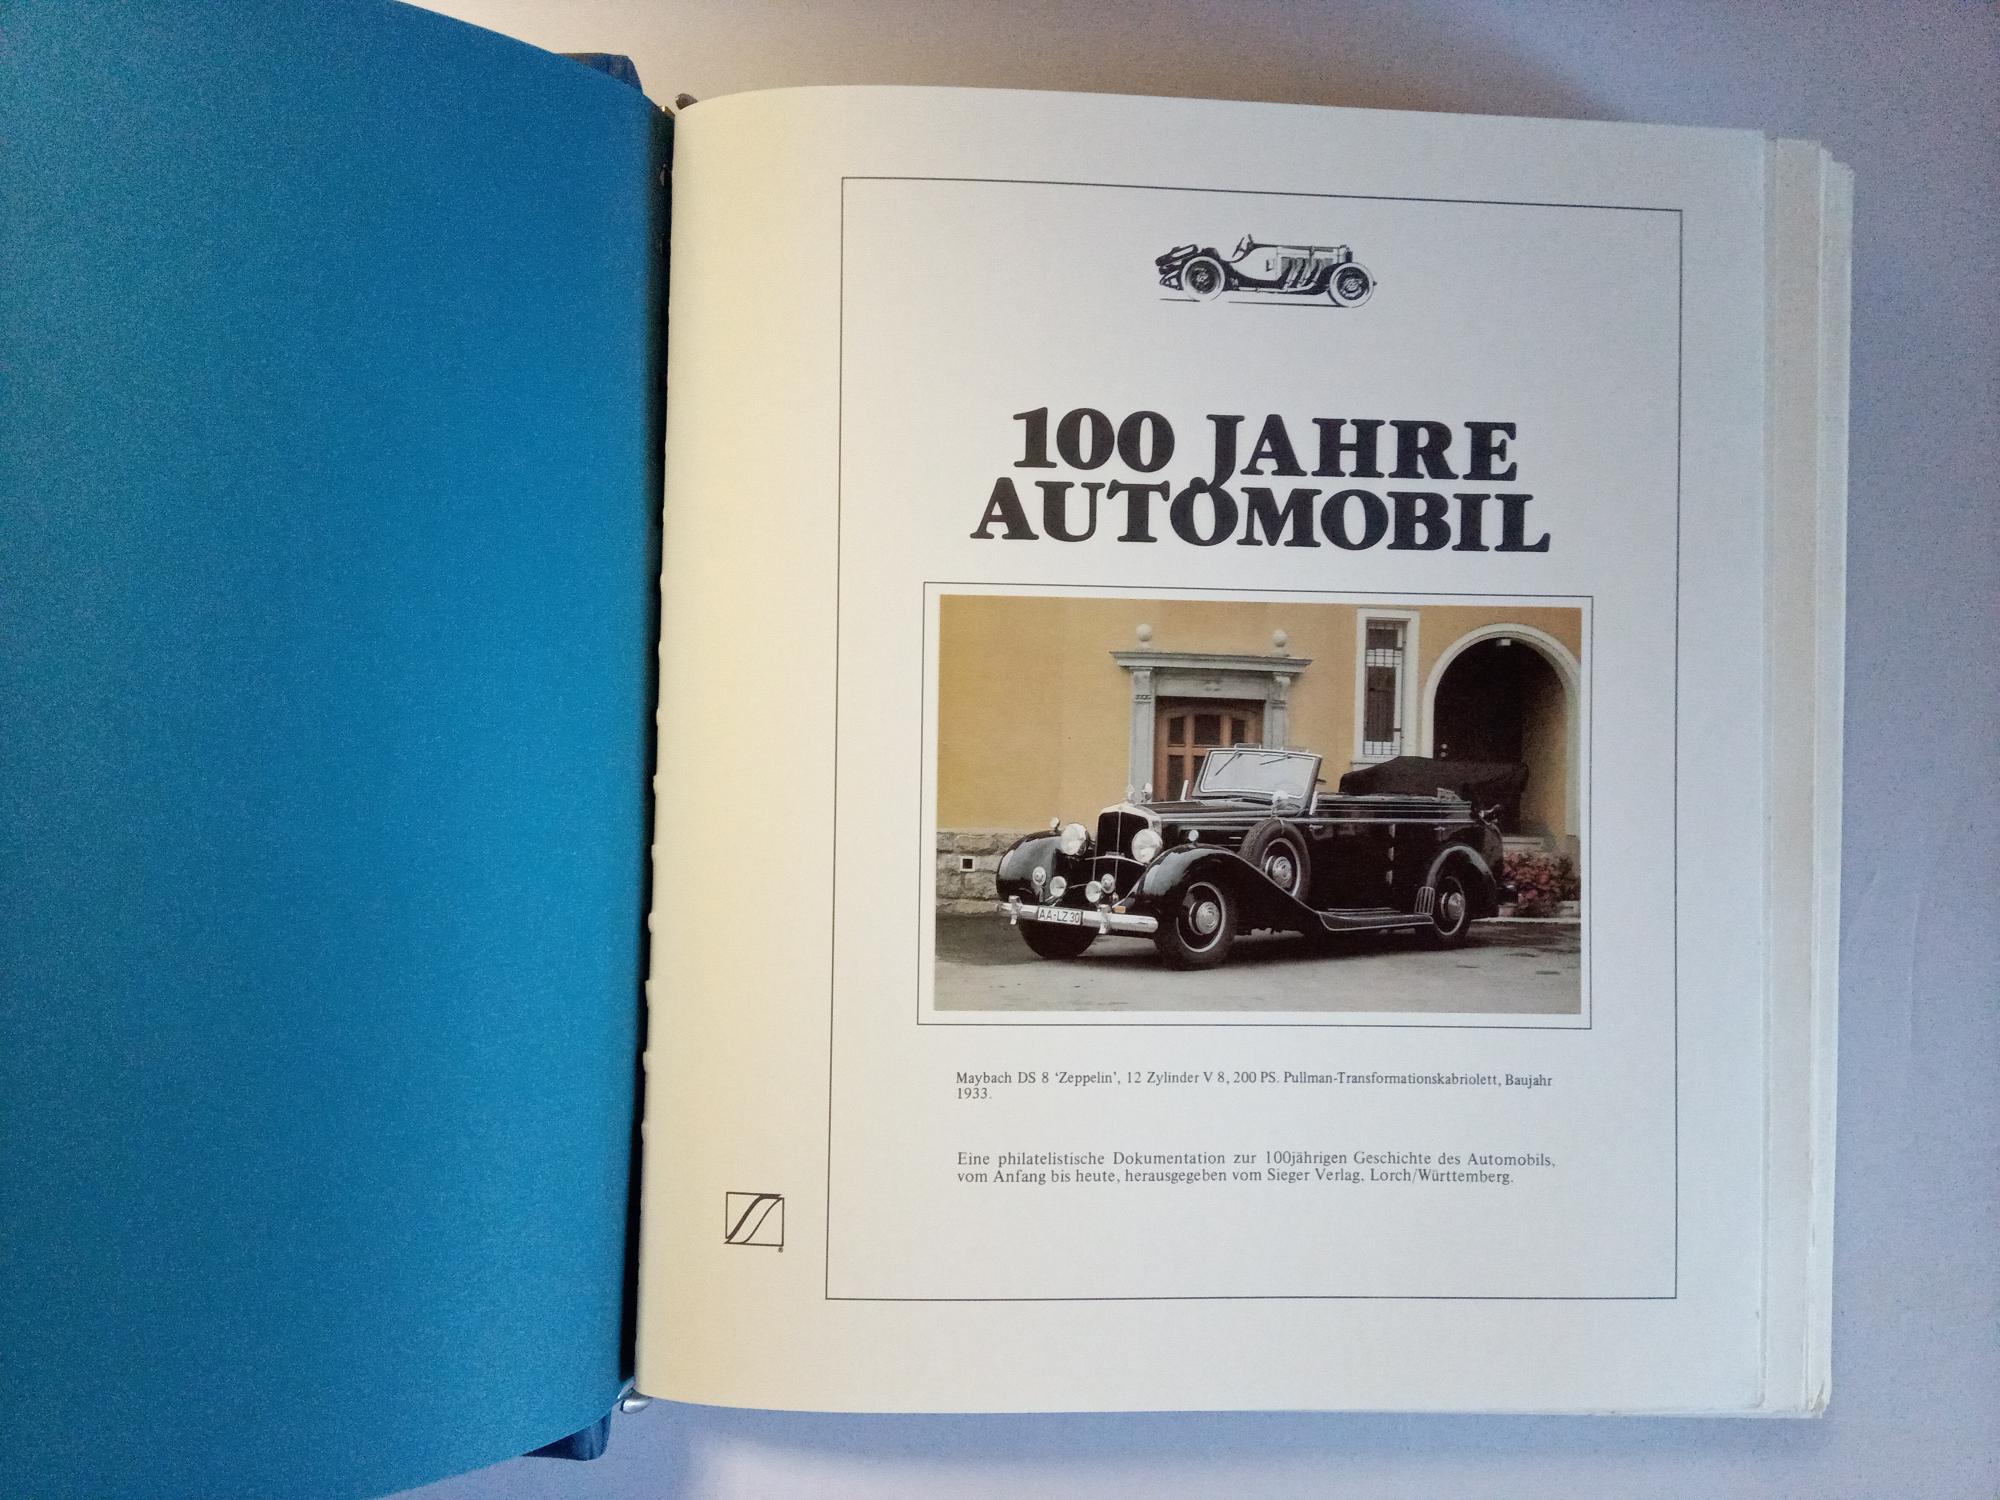 100 JAHRE
AUTOMOBIL
AA-LZ 30
Maybach DS 8 ‘Zeppelin’, 12 Zylinder V 8, 200 PS. Pullman-Transformationskabriolett, Baujahr
1933.
Eine philatelistische Dokumentation zur 100jährigen Geschichte des Automobils,
vom Anfang bis heute, herausgegeben vom Sieger Verlag, Lorch/Württemberg.
®